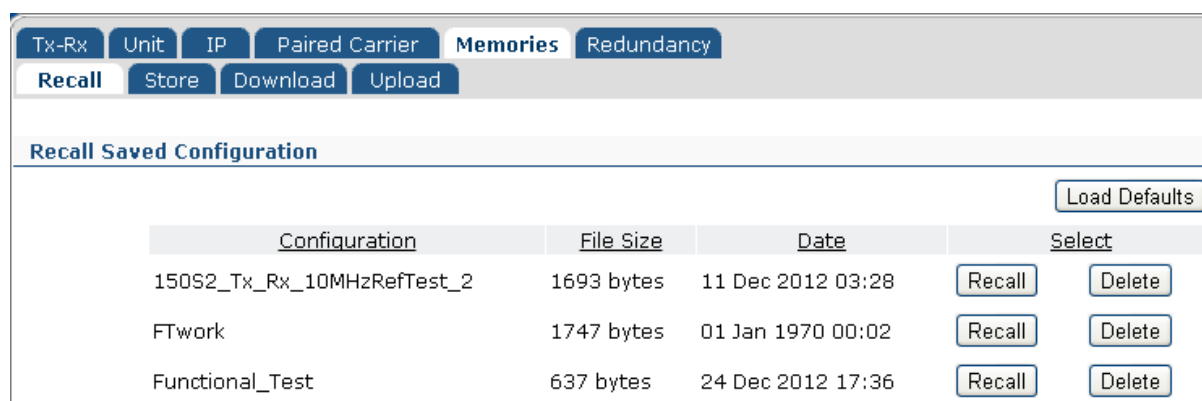 Tx-Rx Unit IP Paired Carrier Memories Redundancy
Recall Store Download Upload
Recall Saved Configuration
Load Defaults
Configuration File Size Date Select
150S2_Tx_Rx_10MHzRefTest_2 1693 bytes 11 Dec 2012 03:28 Recall Delete
FTwork 1747 bytes 01 Jan 1970 00:02 Recall Delete
Functional_Test 637 bytes 24 Dec 2012 17:36 Recall Delete